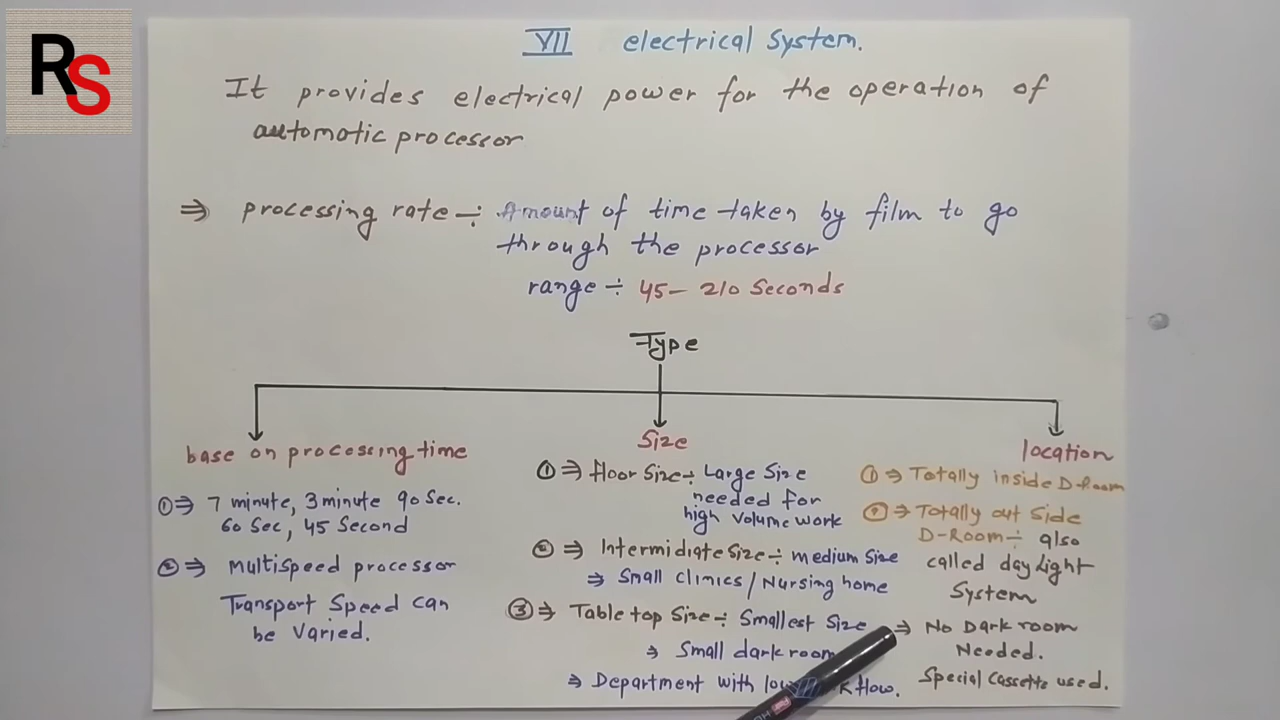 RS
VII electrical System.
It provides electrical power for the operation of
automatic processor
⇒ processing rate ÷ Amount of time taken by film to go
through the processor
range ÷ 45 - 210 Seconds
Type
base on processing time
① ⇒ 7 minute, 3 minute 90 Sec.
60 Sec, 45 Second
② ⇒ multispeed processor
Transport Speed can
be Varied.
Size
① ⇒ floor Size ÷ Large Size
needed for
high volume work
② ⇒ Intermidiate Size ÷ medium Size
⇒ Small clinics / Nursing home
③ ⇒ Table top Size ÷ Smallest Size
⇒ Small dark room
⇒ Department with flow.
location
① ⇒ Totally inside D-Room
② ⇒ Totally out Side
D-Room ÷ also
called day Light
System
⇒ No Dark room
Needed.
Special Cassette used.